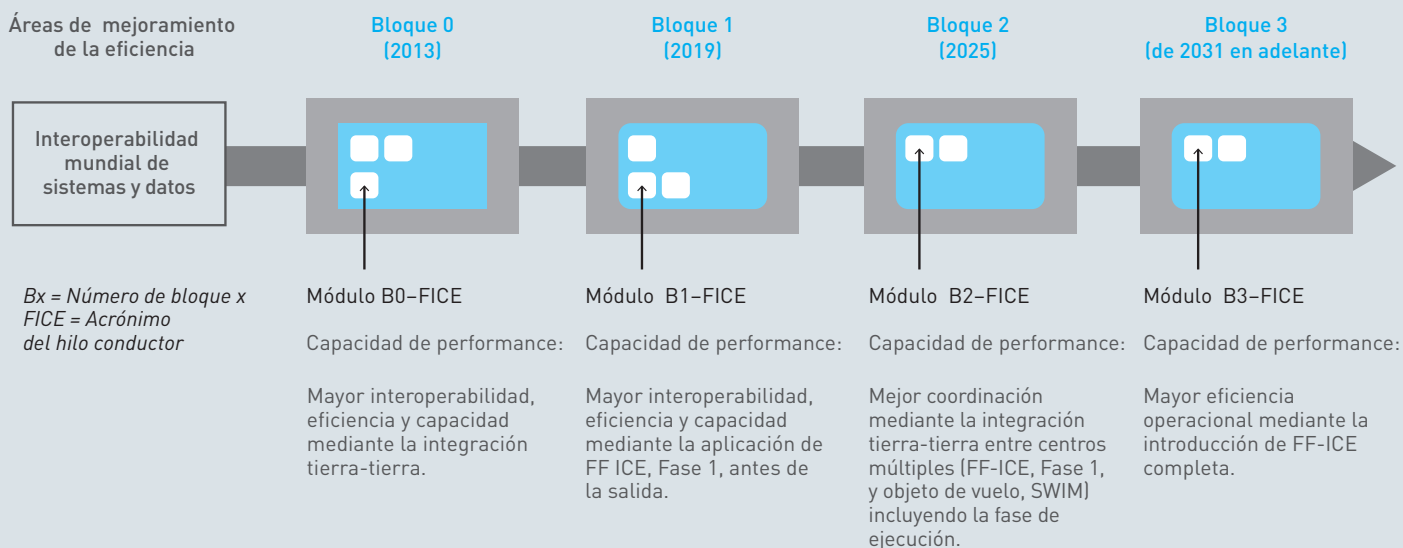 Áreas de mejoramiento
de la eficiencia
Bloque 0
(2013)
Bloque 1
(2019)
Bloque 2
(2025)
Bloque 3
(de 2031 en adelante)
Interoperabilidad
mundial de
sistemas y datos
Bx = Número de bloque x
FICE = Acrónimo
del hilo conductor
Módulo B0–FICE
Capacidad de performance:
Mayor interoperabilidad,
eficiencia y capacidad
mediante la integración
tierra-tierra.
Módulo B1–FICE
Capacidad de performance:
Mayor interoperabilidad,
eficiencia y capacidad
mediante la aplicación de
FF ICE, Fase 1, antes de
la salida.
Módulo B2–FICE
Capacidad de performance:
Mejor coordinación
mediante la integración
tierra-tierra entre centros
múltiples (FF-ICE, Fase 1,
y objeto de vuelo, SWIM)
incluyendo la fase de
ejecución.
Módulo B3–FICE
Capacidad de performance:
Mayor eficiencia
operacional mediante la
introducción de FF-ICE
completa.